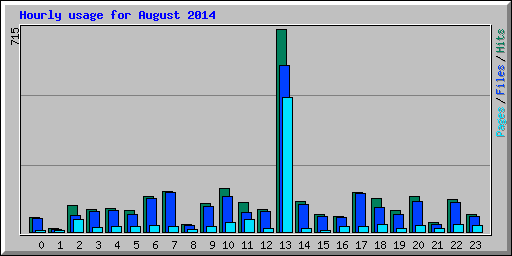 Hourly usage for August 2014
715
Pages/Files/Hits
0 1 2 3 4 5 6 7 8 9 10 11 12 13 14 15 16 17 18 19 20 21 22 23